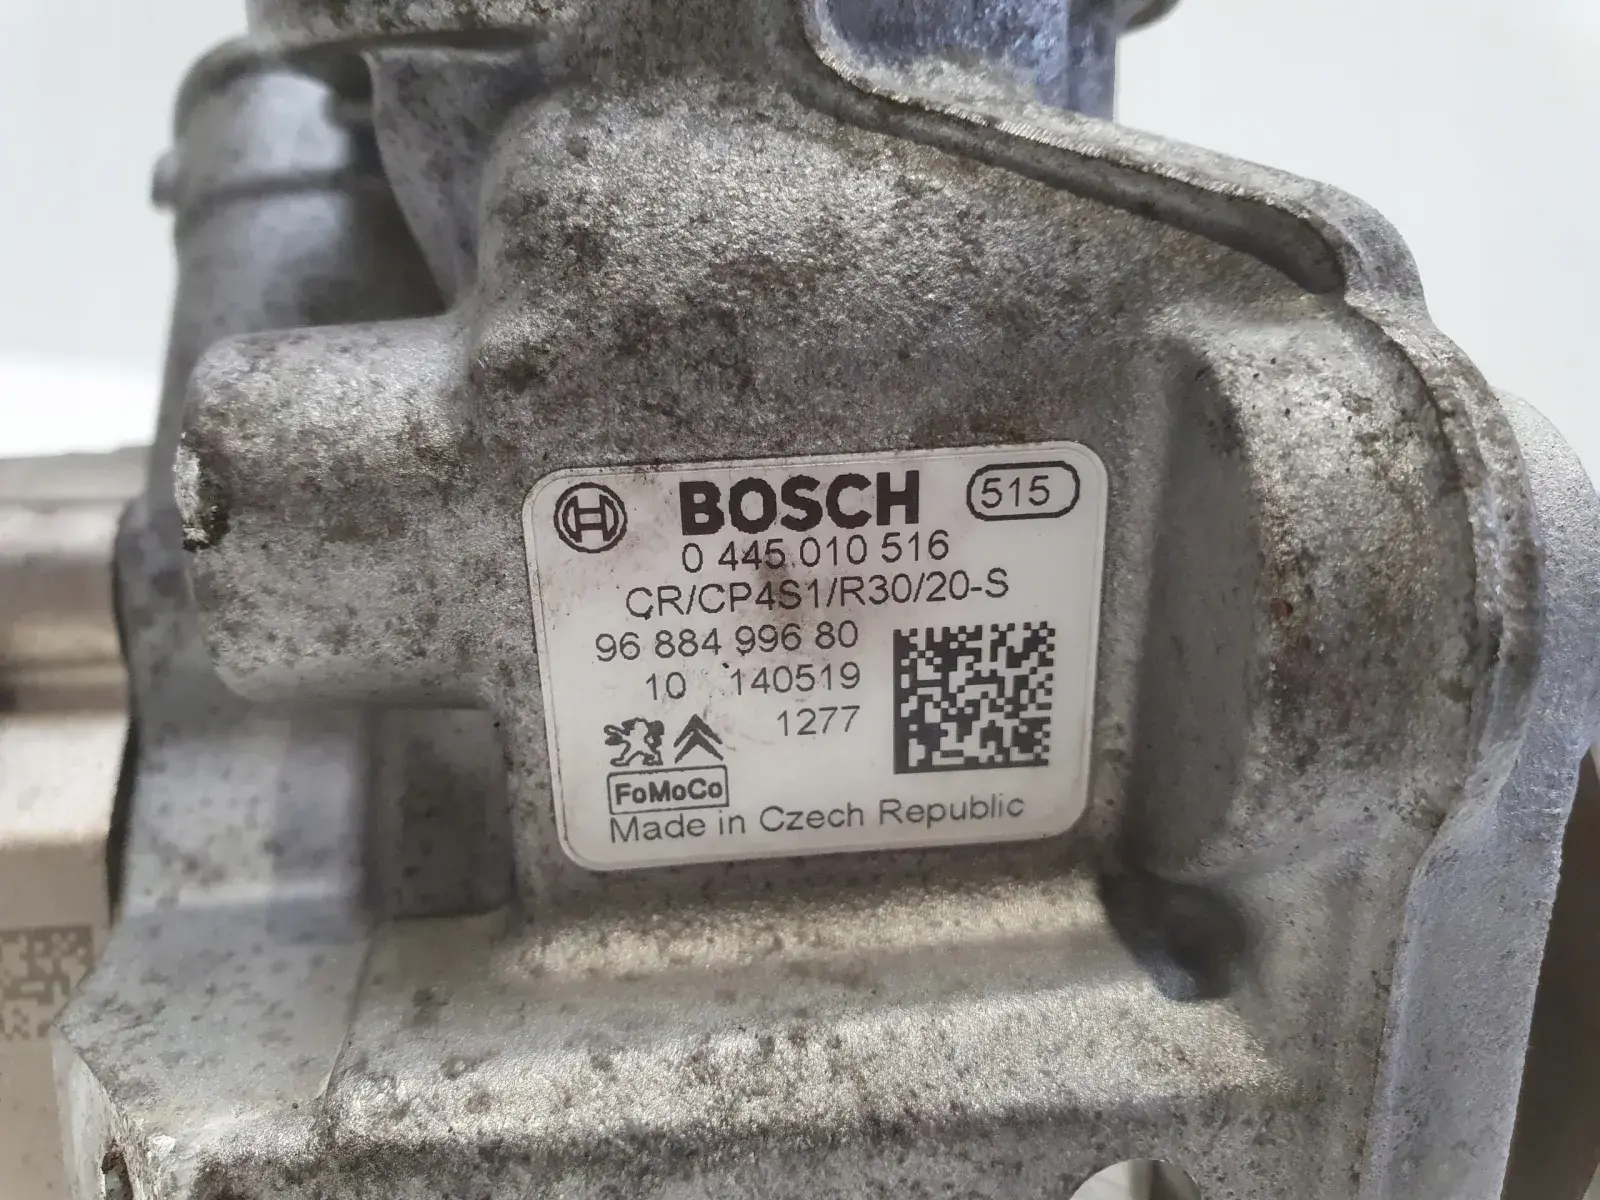 BOSCH 515
0 445 010 516
CR/CP4S1/R30/20-S
96 884 996 80
10 140519
1277
FoMoCo
Made in Czech Republic